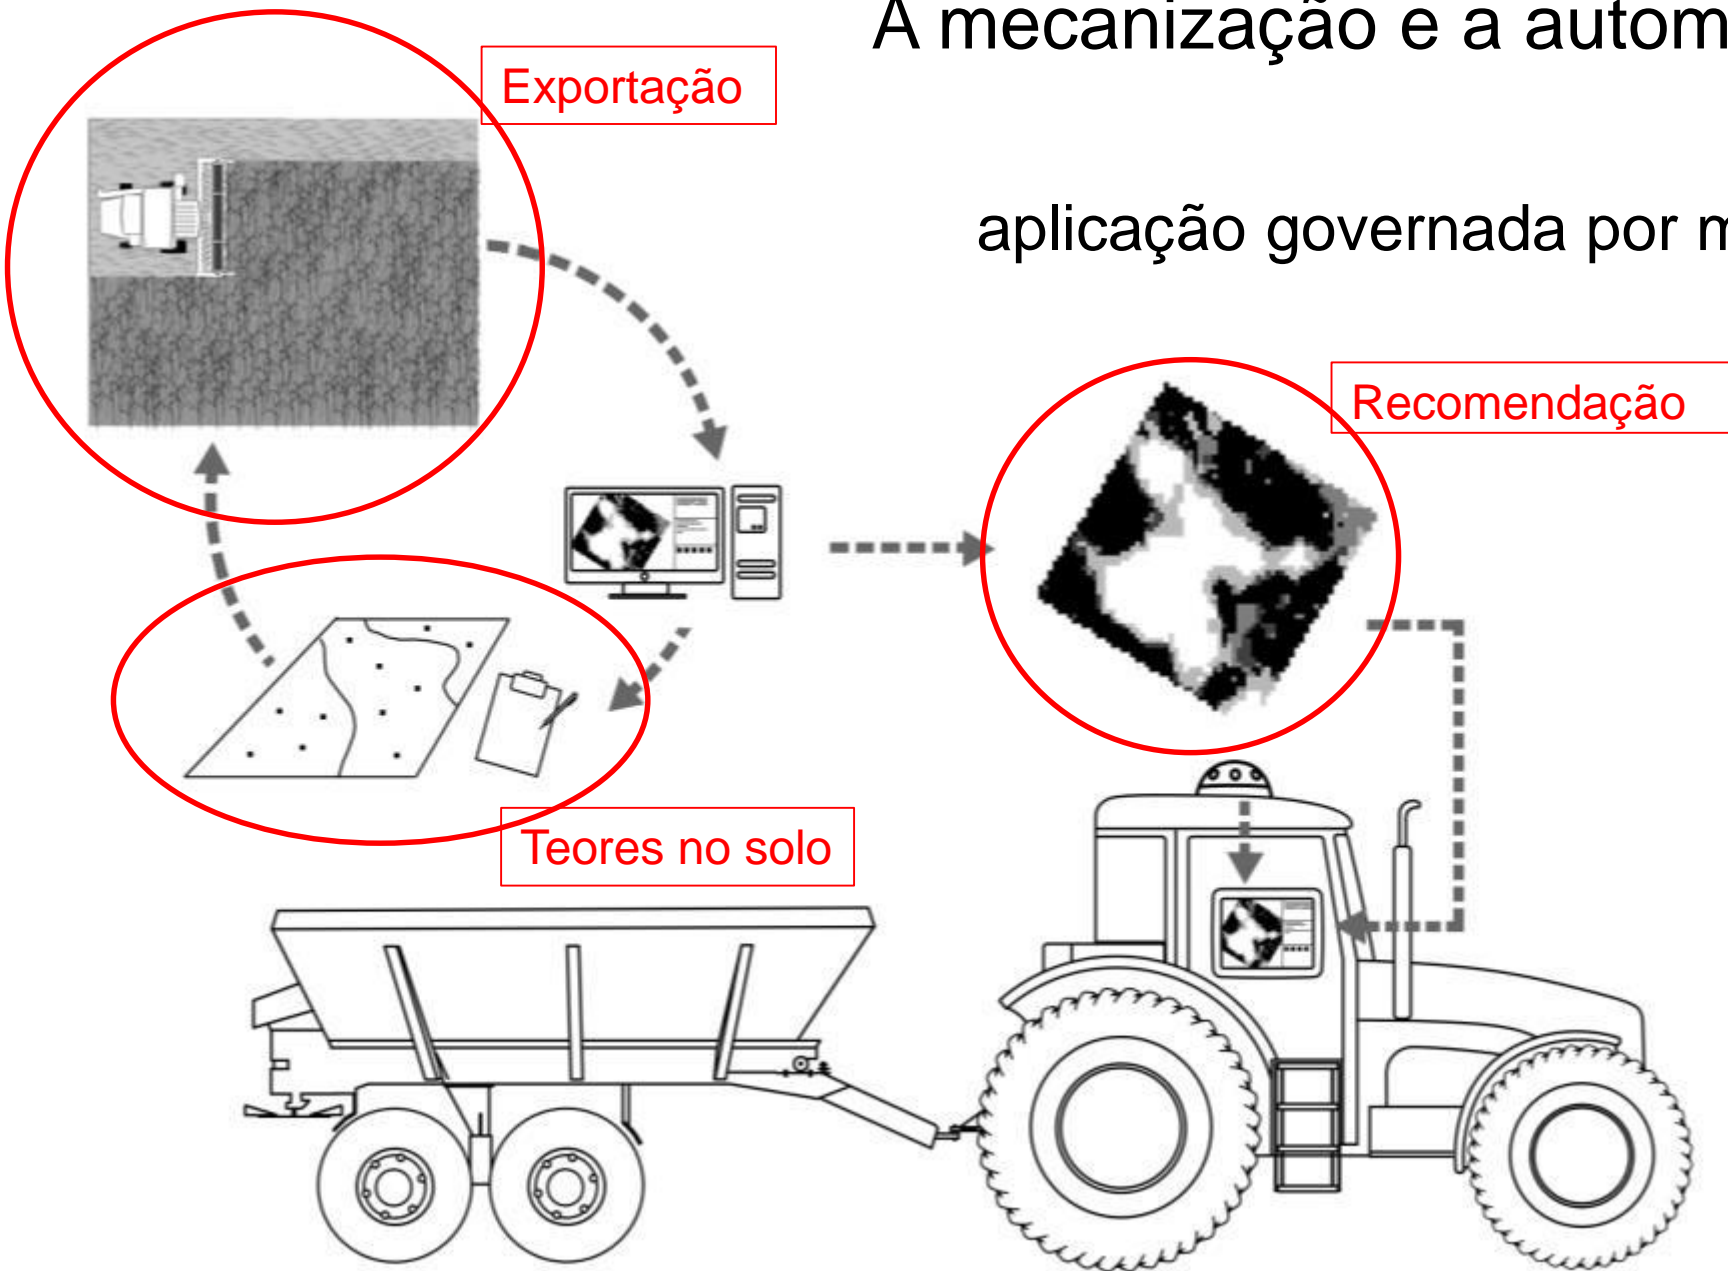 A mecanização e a autom
Exportação
aplicação governada por m
Recomendação
Teores no solo